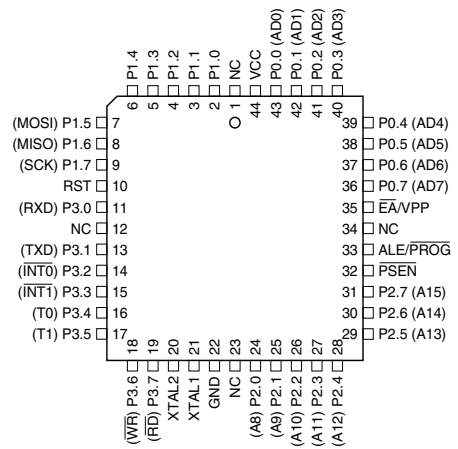 P1.4
P1.3
P1.2
P1.1
P1.0
NC
VCC
P0.0 (AD0)
P0.1 (AD1)
P0.2 (AD2)
P0.3 (AD3)
6
5
4
3
2
1
44
43
42
41
40
(MOSI) P1.5 7
(MISO) P1.6 8
(SCK) P1.7 9
RST 10
(RXD) P3.0 11
NC 12
(TXD) P3.1 13
(INT0) P3.2 14
(INT1) P3.3 15
(T0) P3.4 16
(T1) P3.5 17
39 P0.4 (AD4)
38 P0.5 (AD5)
37 P0.6 (AD6)
36 P0.7 (AD7)
35 EA/VPP
34 NC
33 ALE/PROG
32 PSEN
31 P2.7 (A15)
30 P2.6 (A14)
29 P2.5 (A13)
18
19
20
21
22
23
24
25
26
27
28
(WR) P3.6
(RD) P3.7
XTAL2
XTAL1
GND
NC
(A8) P2.0
(A9) P2.1
(A10) P2.2
(A11) P2.3
(A12) P2.4